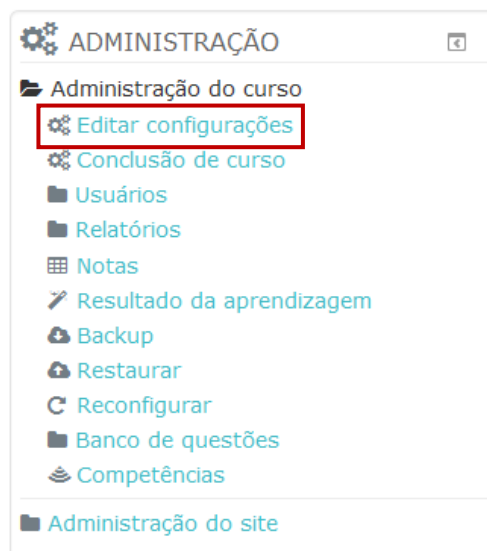 ADMINISTRAÇÃO
Administração do curso
Editar configurações
Conclusão de curso
Usuários
Relatórios
Notas
Resultado da aprendizagem
Backup
Restaurar
Reconfigurar
Banco de questões
Competências
Administração do site